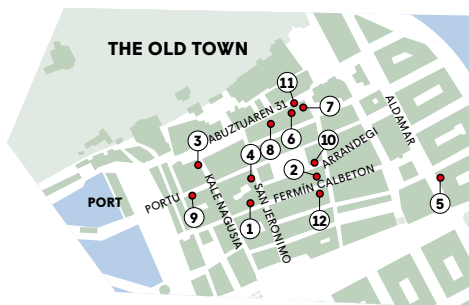 THE OLD TOWN
11
7
ABUZTUAREN 31
6
3
8
10
ALDAMAR
4
2
ARRANDEGI
PORT
PORTU
KALE NAGUSIA
SAN JERONIMO
FERMÍN CALBETON
9
1
12
5